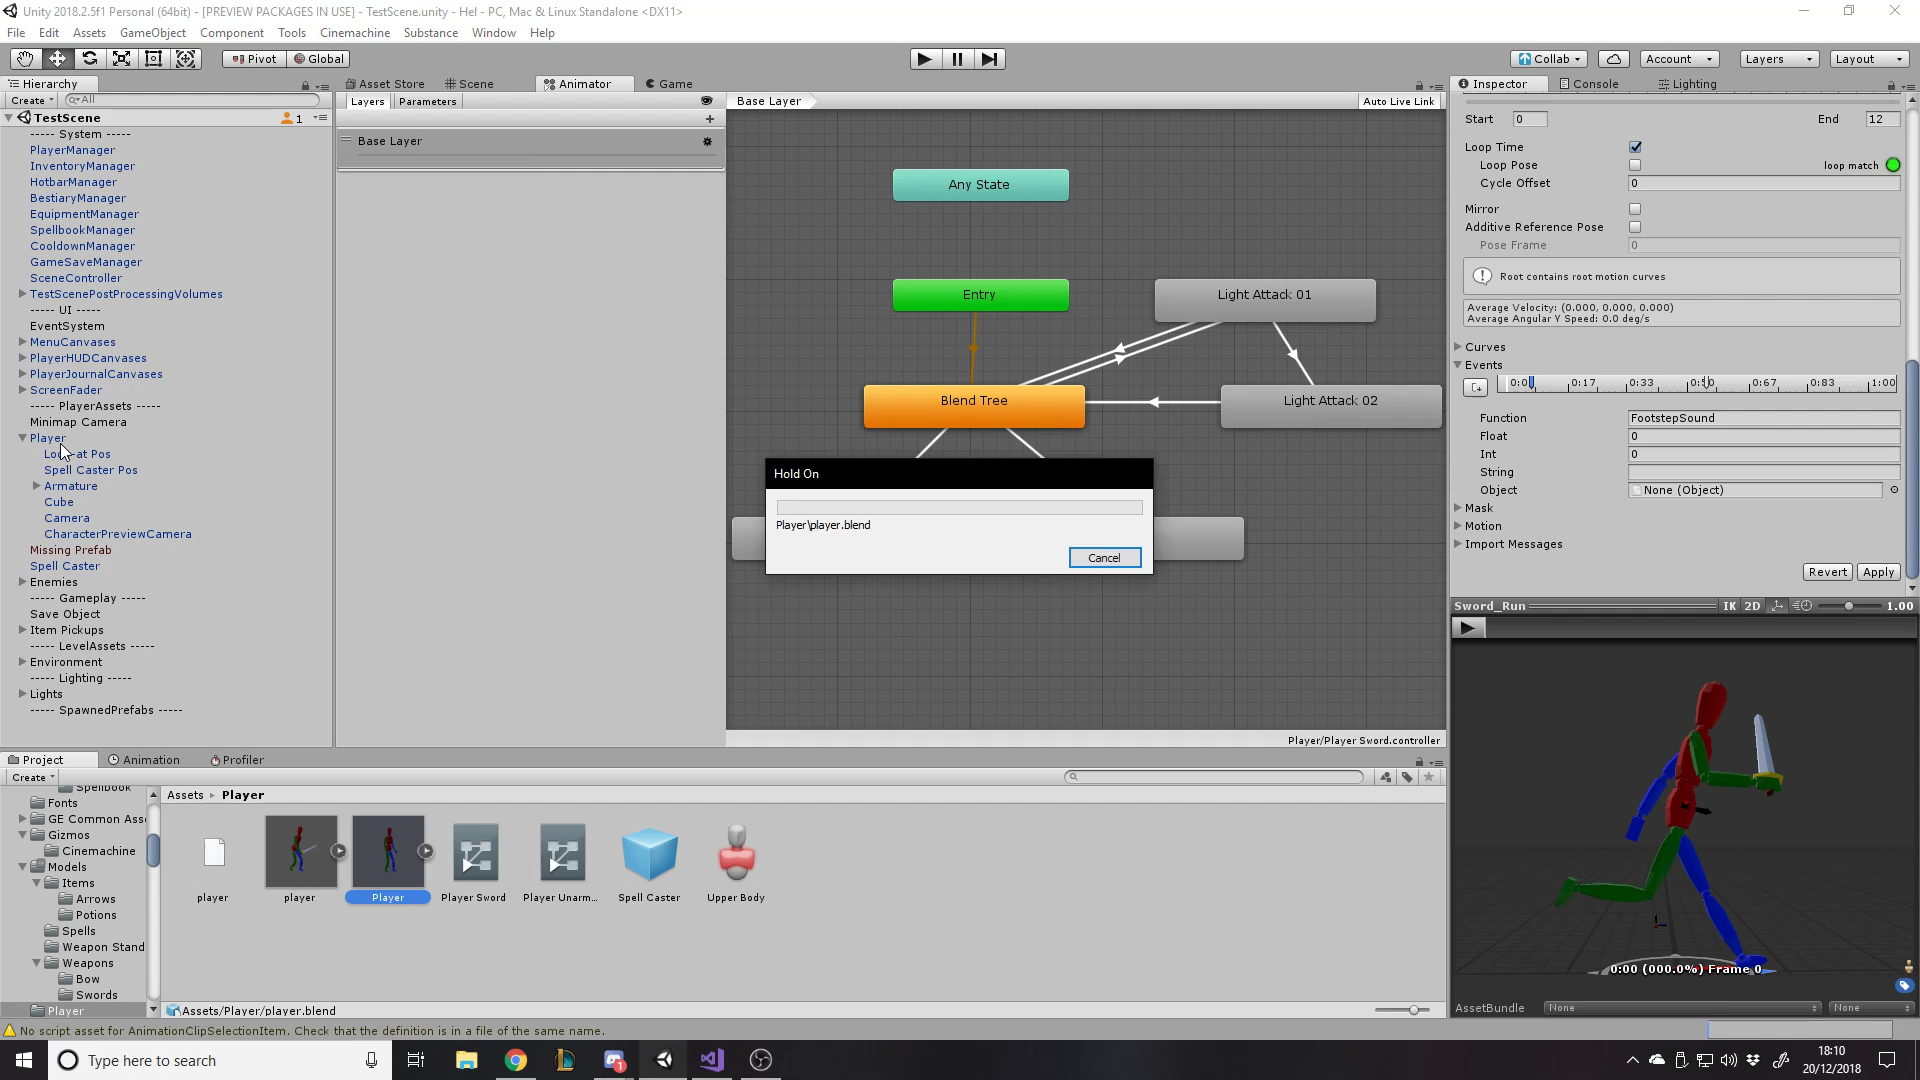 Unity 2018.2.5f1 Personal (64bit) - [PREVIEW PACKAGES IN USE] - TestScene.unity - Hel - PC, Mac & Linux Standalone <DX11>
File Edit Assets GameObject Component Tools Cinemachine Substance Window Help
Pivot Global Collab Account Layers Layout
Hierarchy
Create All
TestScene 1
----- System -----
PlayerManager
InventoryManager
HotbarManager
BestiaryManager
EquipmentManager
SpellbookManager
CooldownManager
GameSaveManager
SceneController
TestScenePostProcessingVolumes
----- UI -----
EventSystem
MenuCanvases
PlayerHUDCanvases
PlayerJournalCanvases
ScreenFader
----- PlayerAssets -----
Minimap Camera
Player
Look-at Pos
Spell Caster Pos
Armature
Cube
Camera
CharacterPreviewCamera
Missing Prefab
Spell Caster
Enemies
----- Gameplay -----
Save Object
Item Pickups
----- LevelAssets -----
Environment
----- Lighting -----
Lights
----- SpawnedPrefabs -----
Asset Store Scene Animator Game
Layers Parameters
Base Layer
Base Layer Auto Live Link
Any State
Entry
Light Attack 01
Blend Tree
Light Attack 02
Hold On
Player\player.blend
Cancel
Player/Player Sword.controller
Inspector Console Lighting
Start 0 End 12
Loop Time
Loop Pose loop match
Cycle Offset 0
Mirror
Additive Reference Pose
Pose Frame 0
Root contains root motion curves
Average Velocity: (0.000, 0.000, 0.000)
Average Angular Y Speed: 0.0 deg/s
Curves
Events
0:0 0:17 0:33 0:50 0:67 0:83 1:00
Function FootstepSound
Float 0
Int 0
String
Object None (Object)
Mask
Motion
Import Messages
Revert Apply
Sword_Run IK 2D 1.00
0:00 (000.0%) Frame 0
AssetBundle None None
Project Animation Profiler
Create
Spellbook
Fonts
GE Common Asse
Gizmos
Cinemachine
Models
Items
Arrows
Potions
Spells
Weapon Stand
Weapons
Bow
Swords
Player
Assets Player
player player Player Player Sword Player Unarm... Spell Caster Upper Body
Assets/Player/player.blend
No script asset for AnimationClipSelectionItem. Check that the definition is in a file of the same name.
Type here to search
1
18:10
20/12/2018